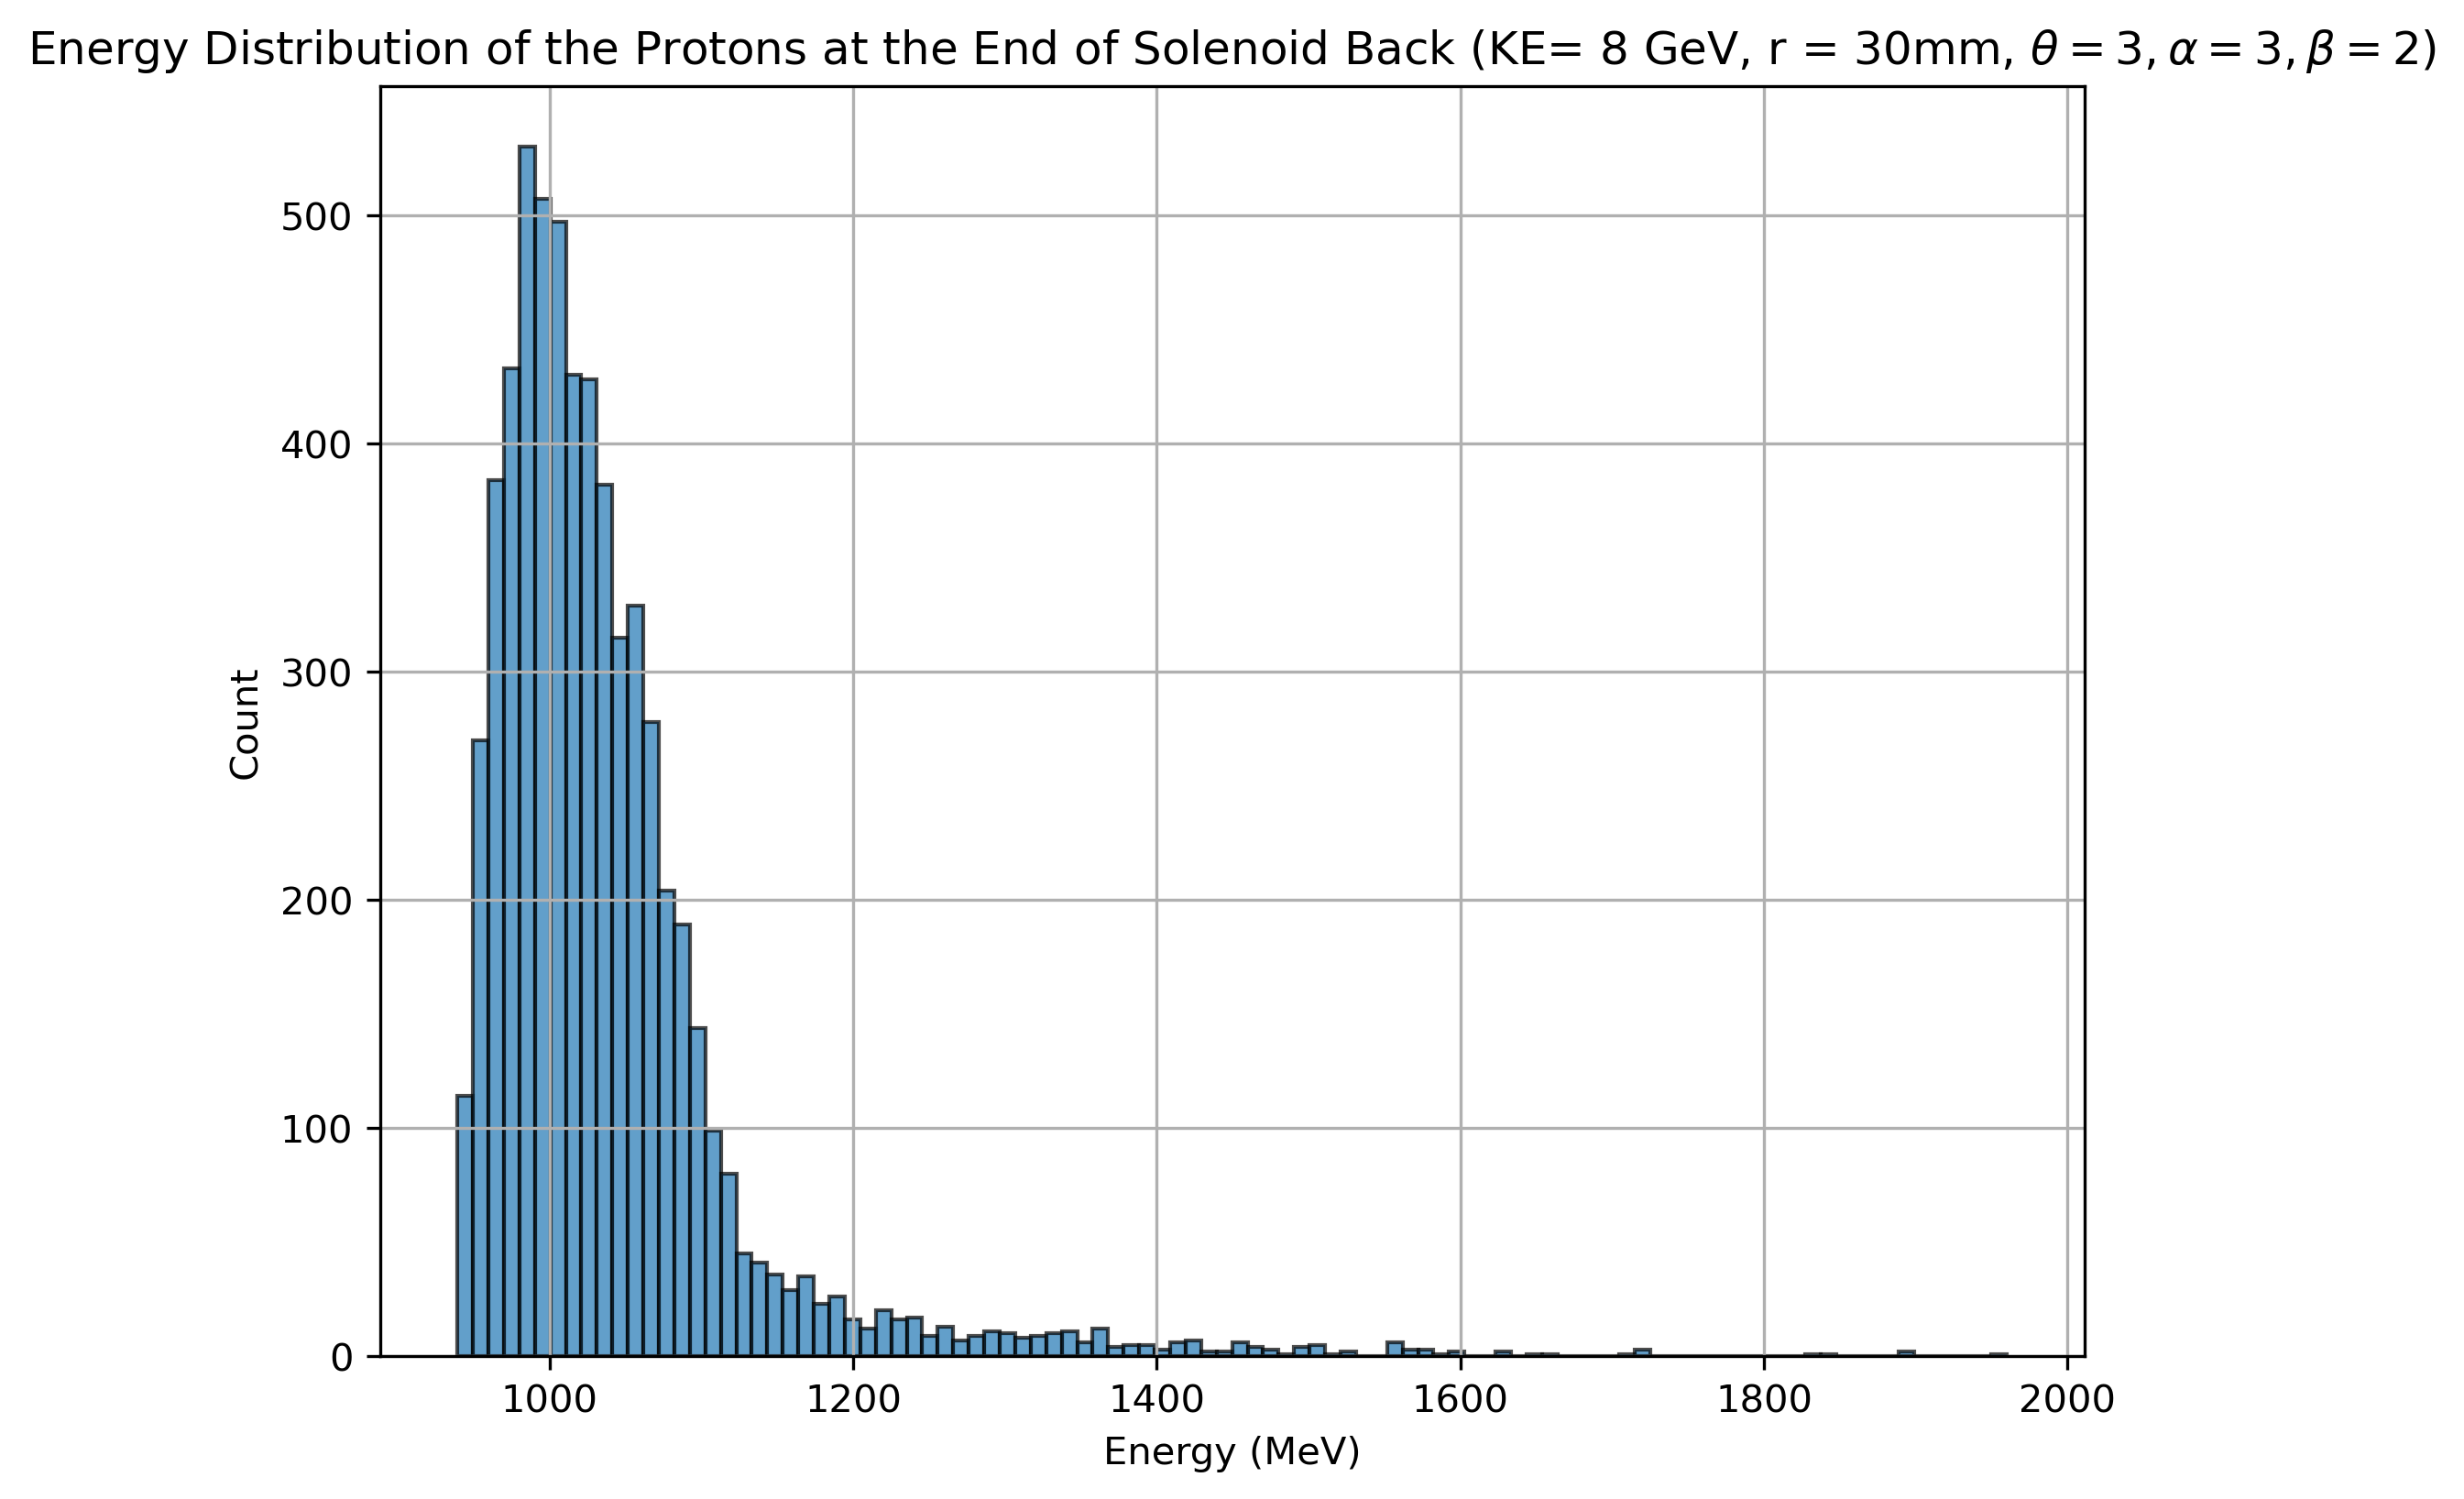 Energy Distribution of the Protons at the End of Solenoid Back (KE= 8 GeV, r = 30mm, θ = 3, α = 3, β = 2)
500
400
300
200
100
0
Count
1000 1200 1400 1600 1800 2000
Energy (MeV)